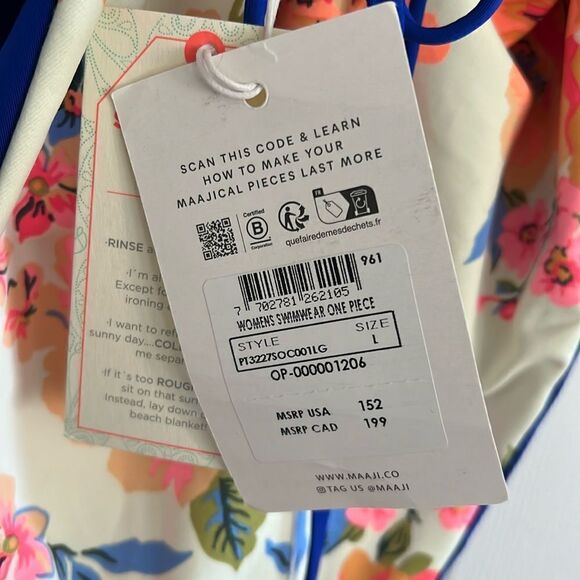 SCAN THIS CODE & LEARN
HOW TO MAKE YOUR
MAAJICAL PIECES LAST MORE
Certified
B
Corporation
FR
quefairedemesdechets.fr
961
7 702781 262105
WOMENS SWIMWEAR ONE PIECE
STYLE SIZE
PT3227SOC001LG L
OP-000001206
MSRP USA 152
MSRP CAD 199
WWW.MAAJI.CO
TAG US @MAAJI
·RINSE
·I'm
Except fo
ironing
·I want to
sunny day....COL
me separ
·If it's too ROUG
sit on that
Instead, lay down
beach blanket!